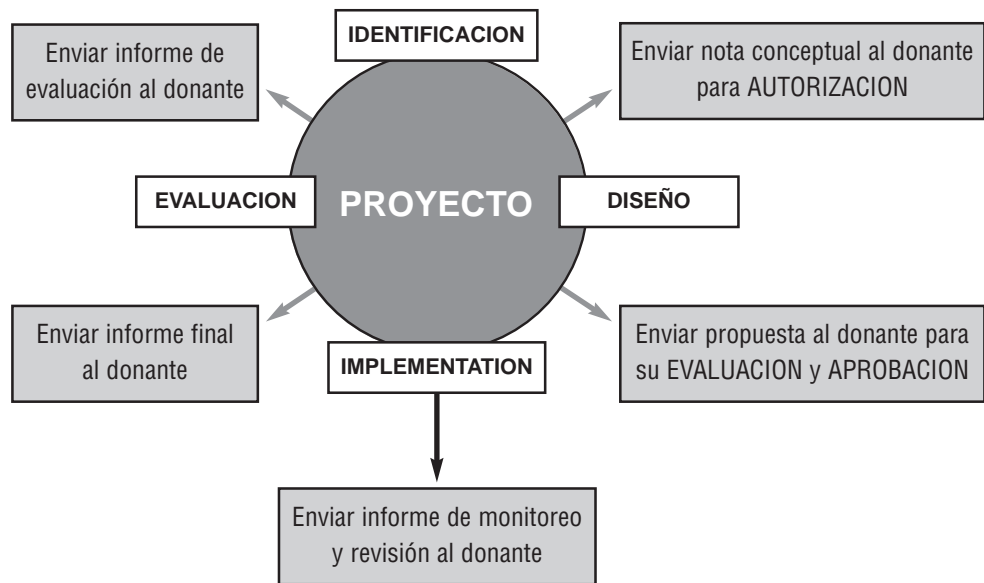 IDENTIFICACION
Enviar informe de
evaluación al donante
Enviar nota conceptual al donante
para AUTORIZACION
EVALUACION
PROYECTO
DISEÑO
Enviar informe final
al donante
IMPLEMENTATION
Enviar propuesta al donante para
su EVALUACION y APROBACION
Enviar informe de monitoreo
y revisión al donante